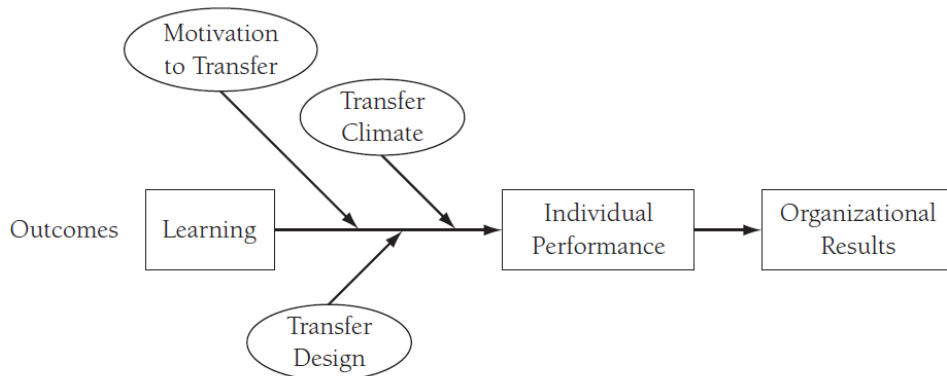 Motivation
to Transfer
Transfer
Climate
Outcomes
Learning
Individual
Performance
Organizational
Results
Transfer
Design